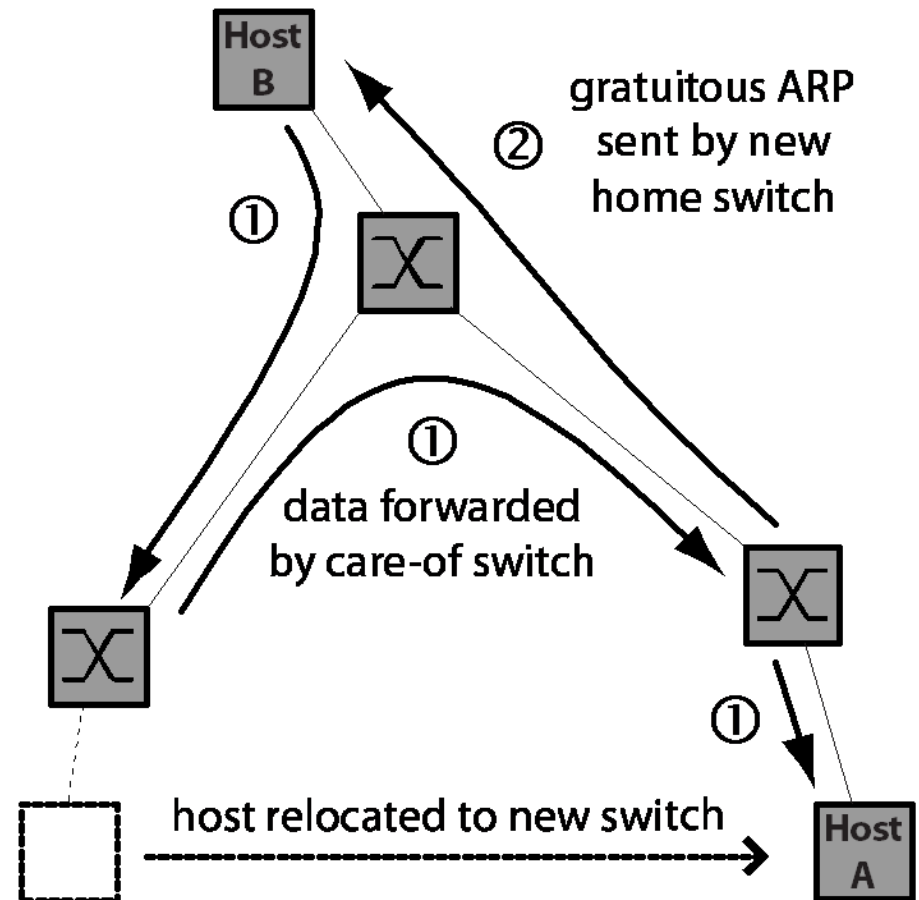 Host
B
gratuitous ARP
sent by new
home switch
②
①
①
data forwarded
by care-of switch
①
host relocated to new switch
Host
A